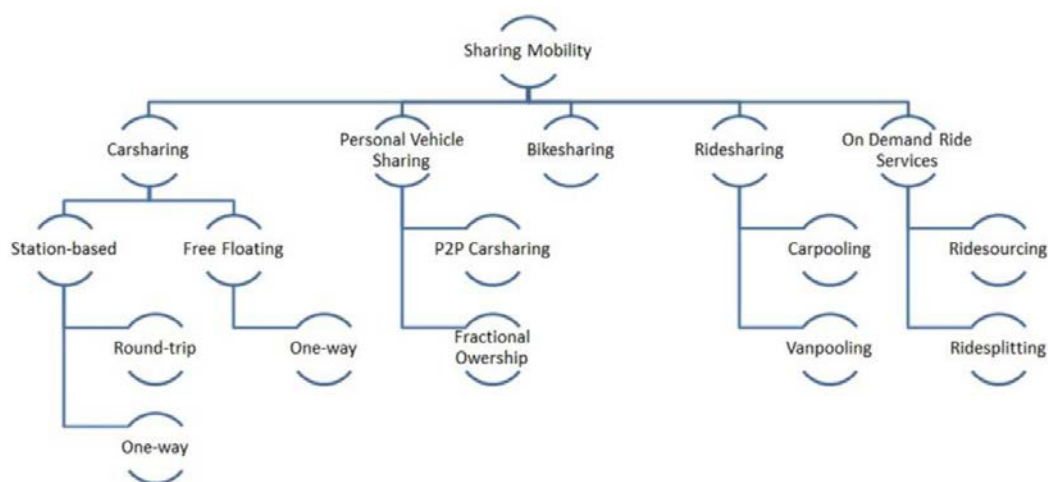 Sharing Mobility
Carsharing
Personal Vehicle
Sharing
Bikesharing
Ridesharing
On Demand Ride
Services
Station-based
Free Floating
P2P Carsharing
Carpooling
Ridesourcing
Round-trip
One-way
Fractional
Owership
Vanpooling
Ridesplitting
One-way